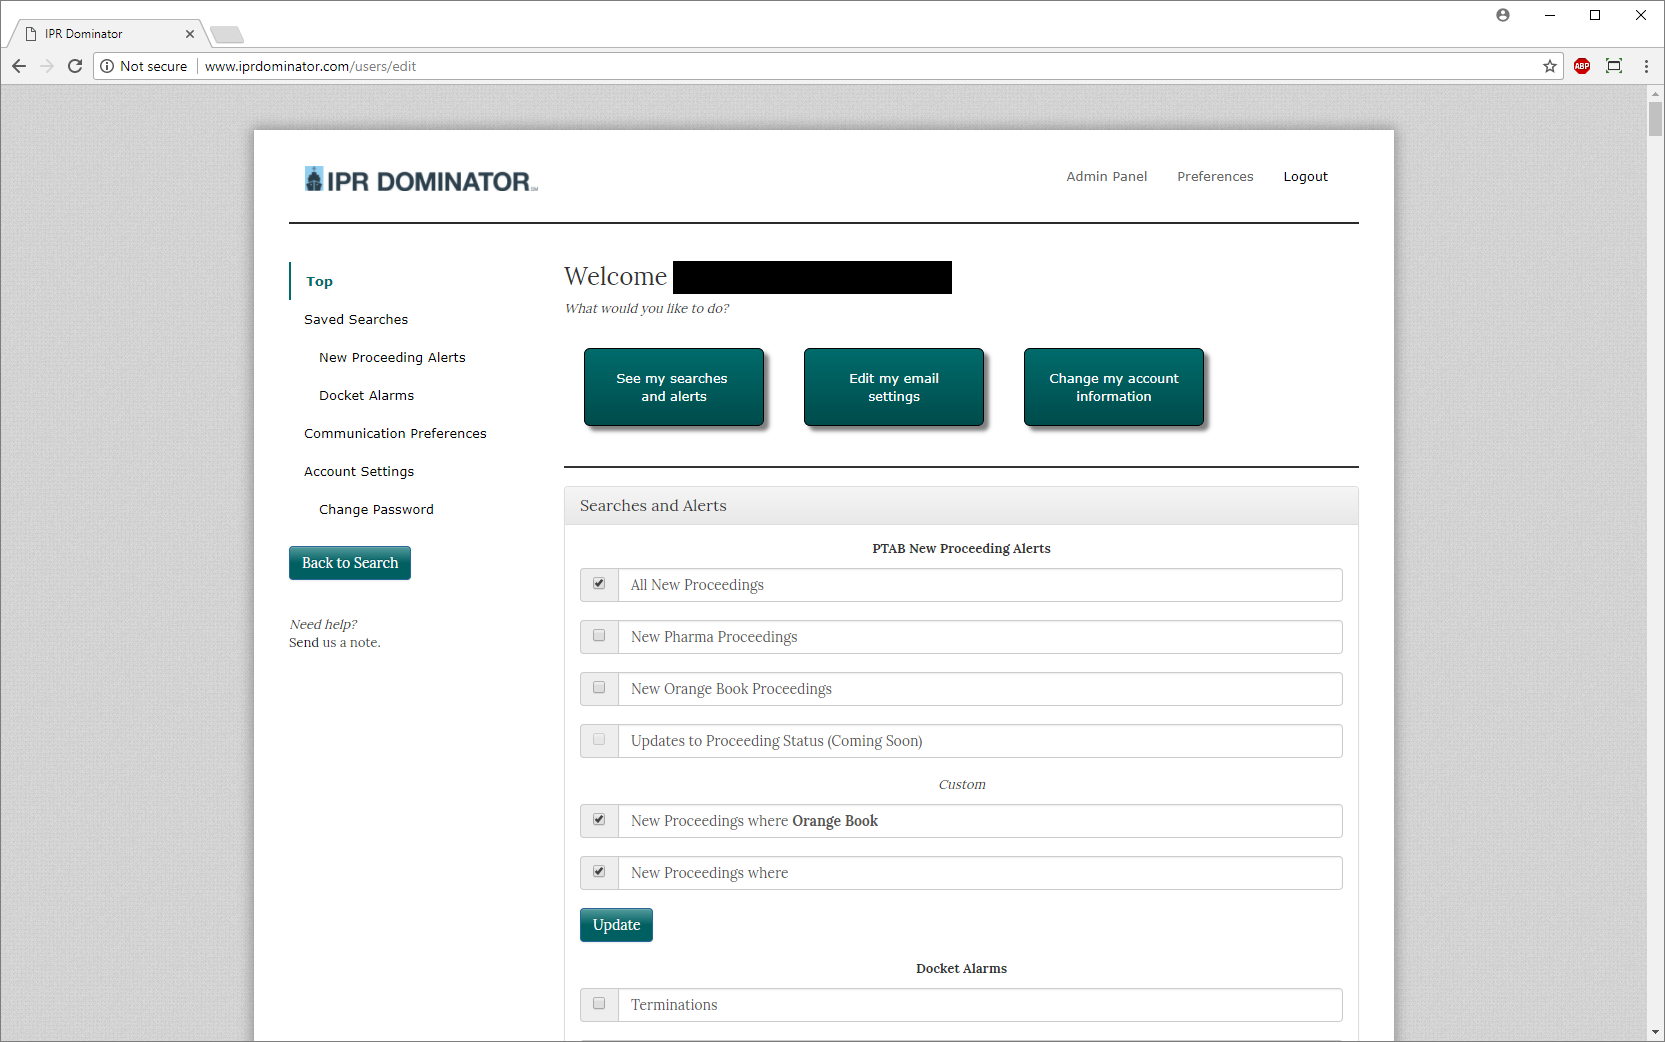 IPR Dominator
Not secure www.iprdominator.com/users/edit
ABP
IPR DOMINATOR
Admin Panel Preferences Logout
Top
Saved Searches
New Proceeding Alerts
Docket Alarms
Communication Preferences
Account Settings
Change Password
Back to Search
Need help?
Send us a note.
Welcome
What would you like to do?
See my searches
and alerts
Edit my email
settings
Change my account
information
Searches and Alerts
PTAB New Proceeding Alerts
All New Proceedings
New Pharma Proceedings
New Orange Book Proceedings
Updates to Proceeding Status (Coming Soon)
Custom
New Proceedings where Orange Book
New Proceedings where
Update
Docket Alarms
Terminations